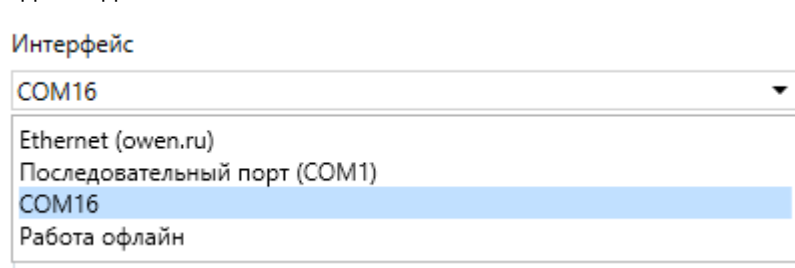 Интерфейс
COM16
Ethernet (owen.ru)
Последовательный порт (COM1)
COM16
Работа офлайн